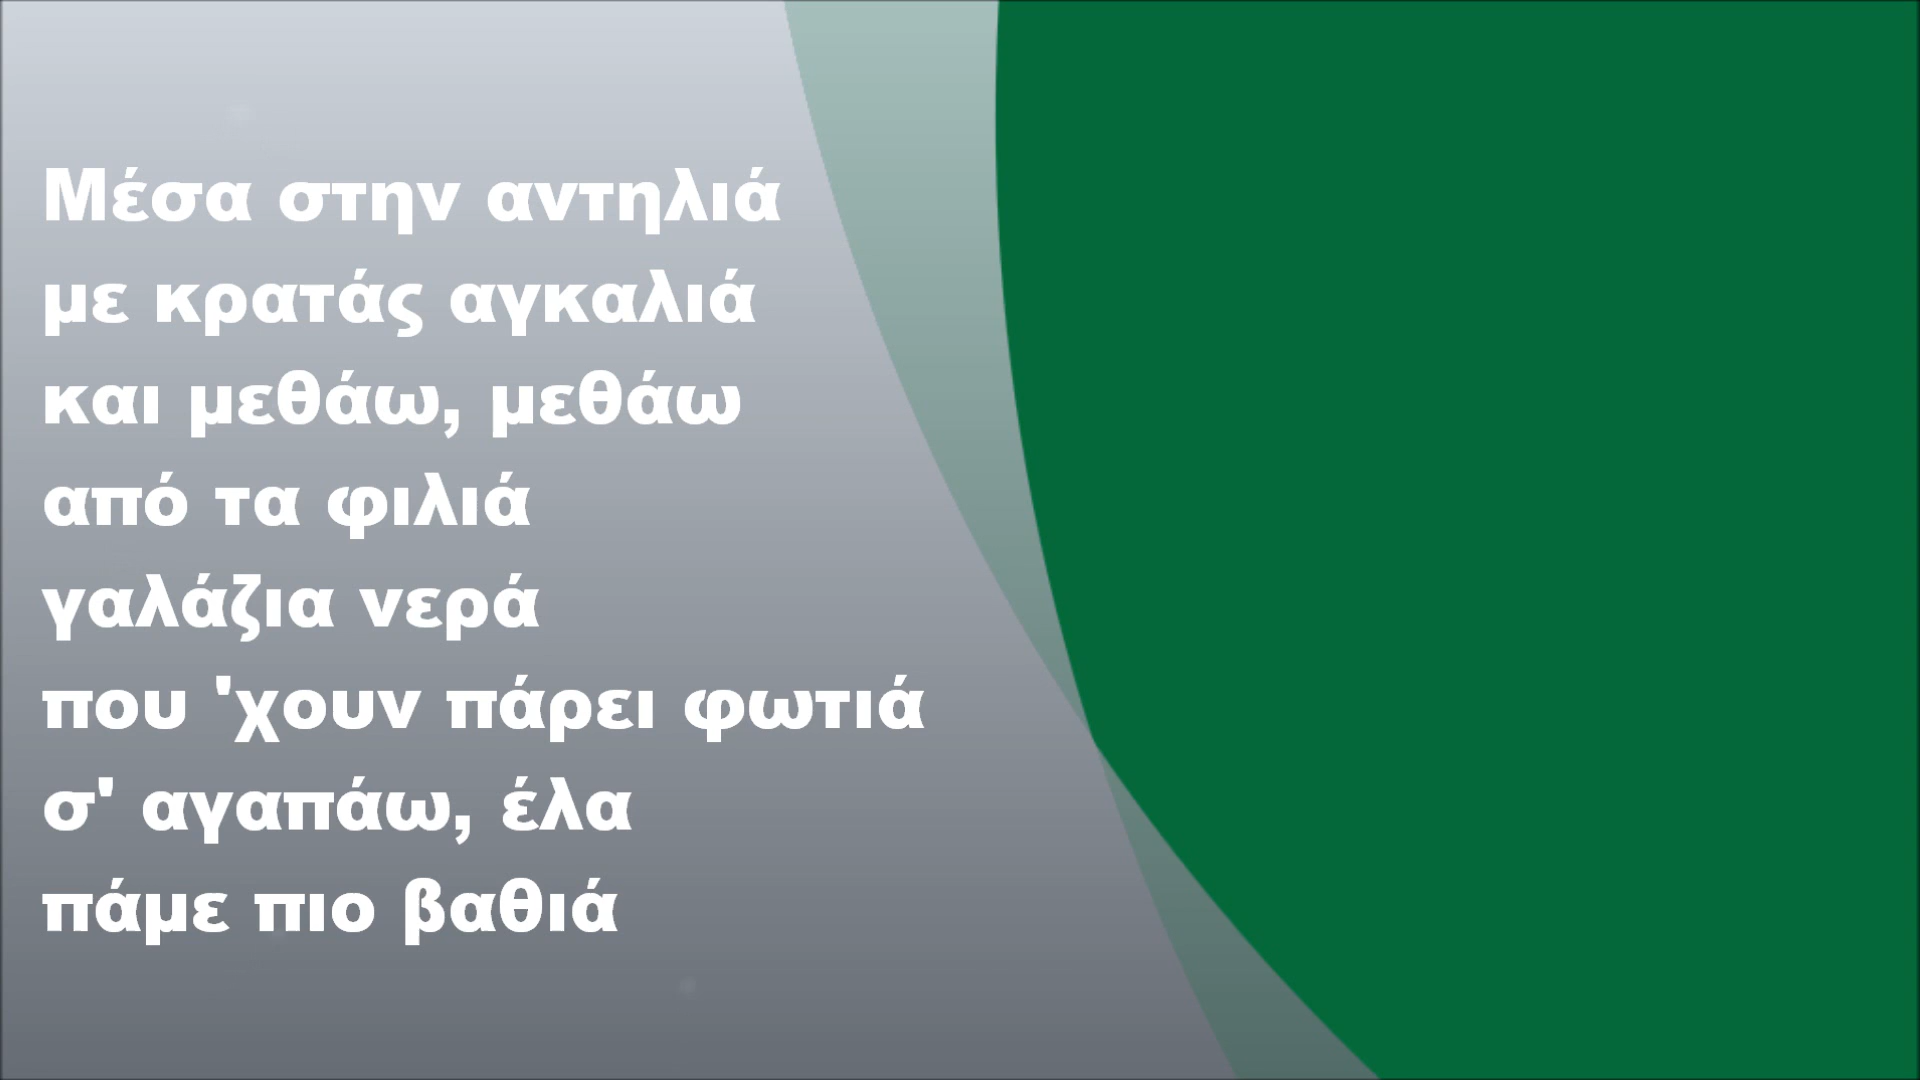 Μέσα στην αντηλιά
με κρατάς αγκαλιά
και μεθάω, μεθάω
από τα φιλιά
γαλάζια νερά
που 'χουν πάρει φωτιά
σ' αγαπάω, έλα
πάμε πιο βαθιά